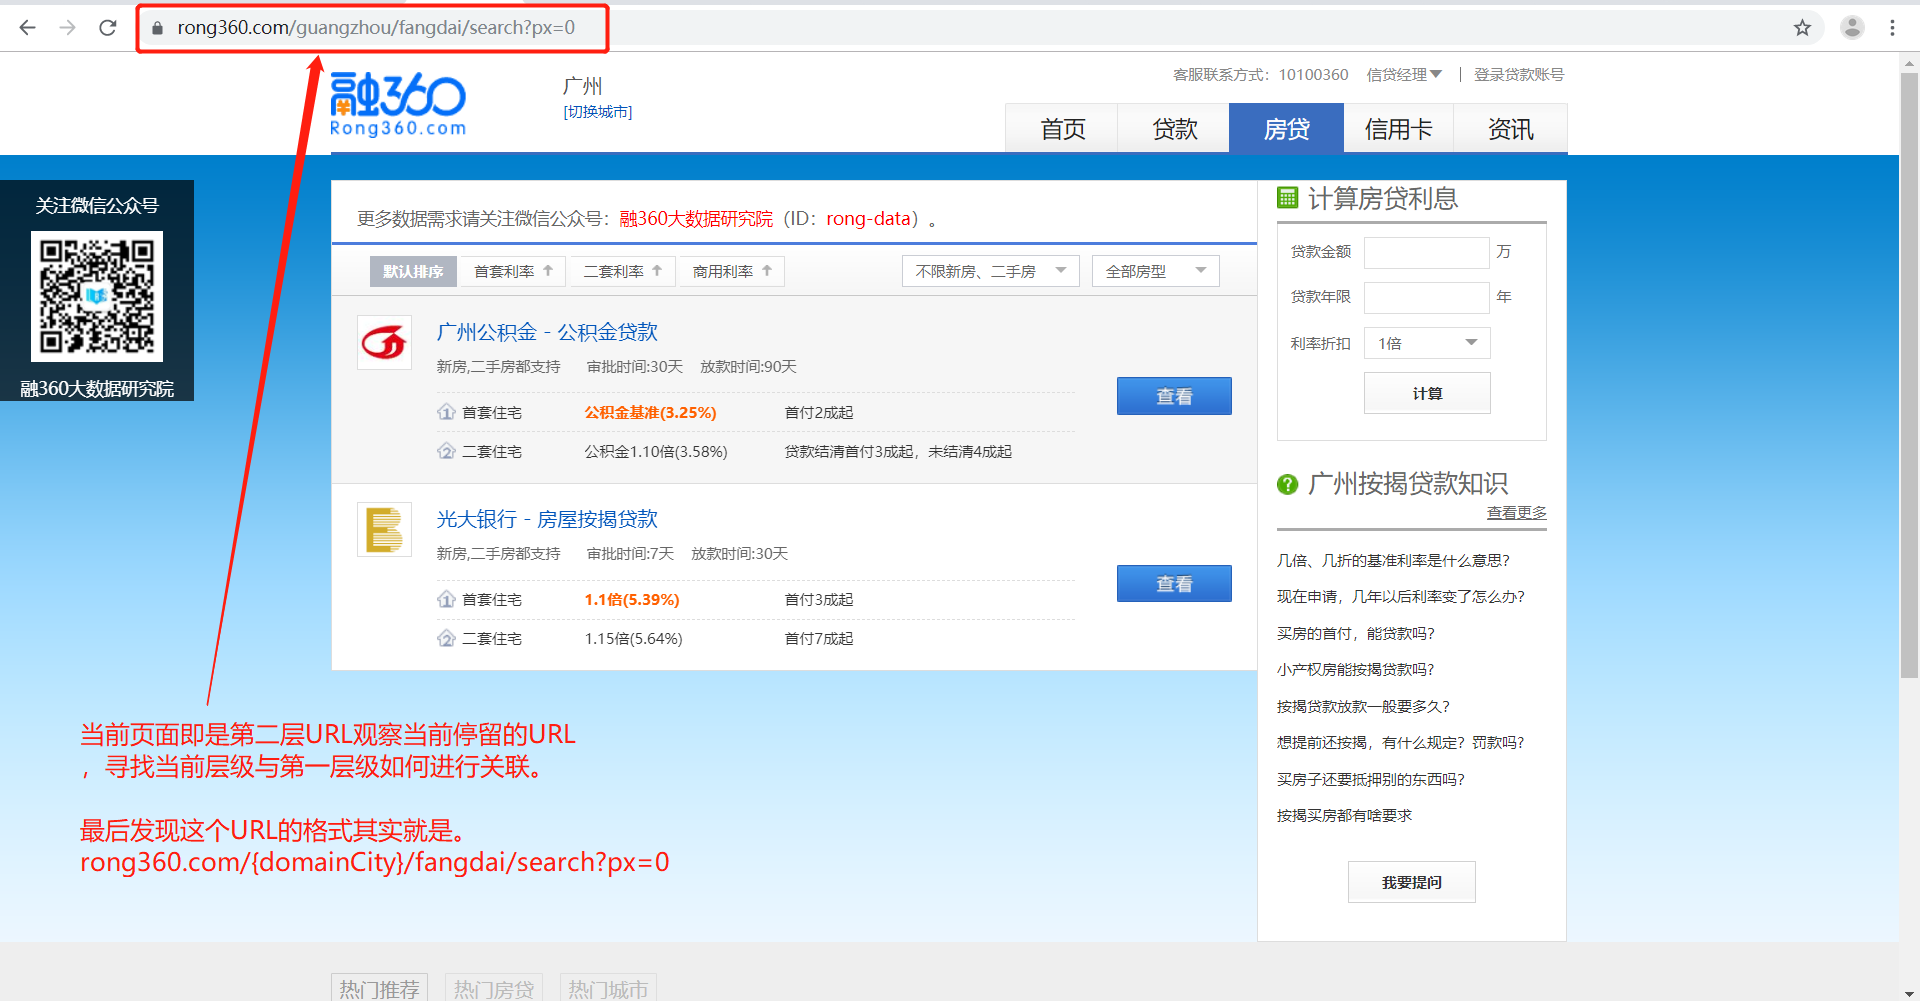 rong360.com/guangzhou/fangdai/search?px=0
融360
Rong360.com
广州
[切换城市]
客服联系方式：10100360 信贷经理 | 登录贷款账号
首页 贷款 房贷 信用卡 资讯
关注微信公众号
融360大数据研究院
更多数据需求请关注微信公众号：融360大数据研究院（ID：rong-data）。
默认排序 首套利率 二套利率 商用利率 不限新房、二手房 全部房型
广州公积金 - 公积金贷款
新房,二手房都支持 审批时间:30天 放款时间:90天
1 首套住宅 公积金基准(3.25%) 首付2成起
2 二套住宅 公积金1.10倍(3.58%) 贷款结清首付3成起，未结清4成起
查看
光大银行 - 房屋按揭贷款
新房,二手房都支持 审批时间:7天 放款时间:30天
1 首套住宅 1.1倍(5.39%) 首付3成起
2 二套住宅 1.15倍(5.64%) 首付7成起
查看
计算房贷利息
贷款金额 万
贷款年限 年
利率折扣 1倍
计算
? 广州按揭贷款知识
查看更多
几倍、几折的基准利率是什么意思？
现在申请，几年以后利率变了怎么办？
买房的首付，能贷款吗？
小产权房能按揭贷款吗？
按揭贷款放款一般要多久？
想提前还按揭，有什么规定？罚款吗？
买房子还要抵押别的东西吗？
按揭买房都有啥要求
我要提问
当前页面即是第二层URL观察当前停留的URL
，寻找当前层级与第一层级如何进行关联。
最后发现这个URL的格式其实就是。
rong360.com/{domainCity}/fangdai/search?px=0
热门推荐 热门房贷 热门城市